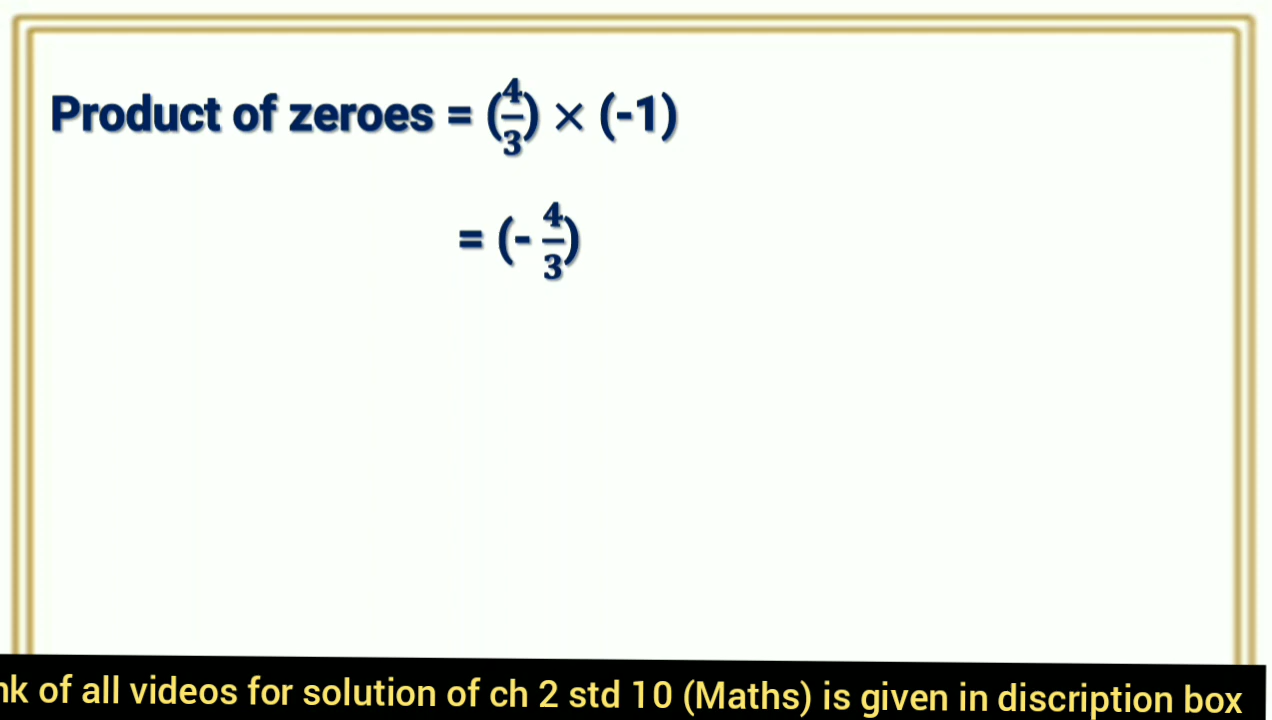 Product of zeroes = (4/3) × (-1)
= (- 4/3)
nk of all videos for solution of ch 2 std 10 (Maths) is given in discription box